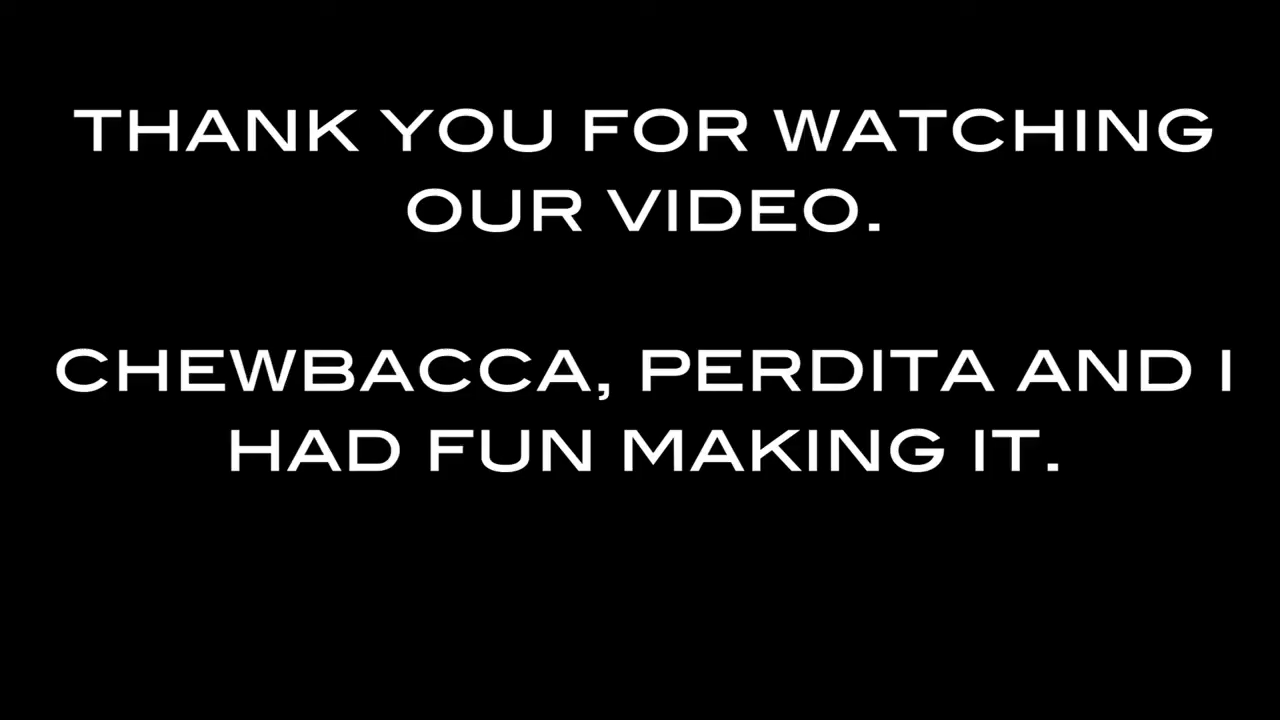 THANK YOU FOR WATCHING
OUR VIDEO.
CHEWBACCA, PERDITA AND I
HAD FUN MAKING IT.